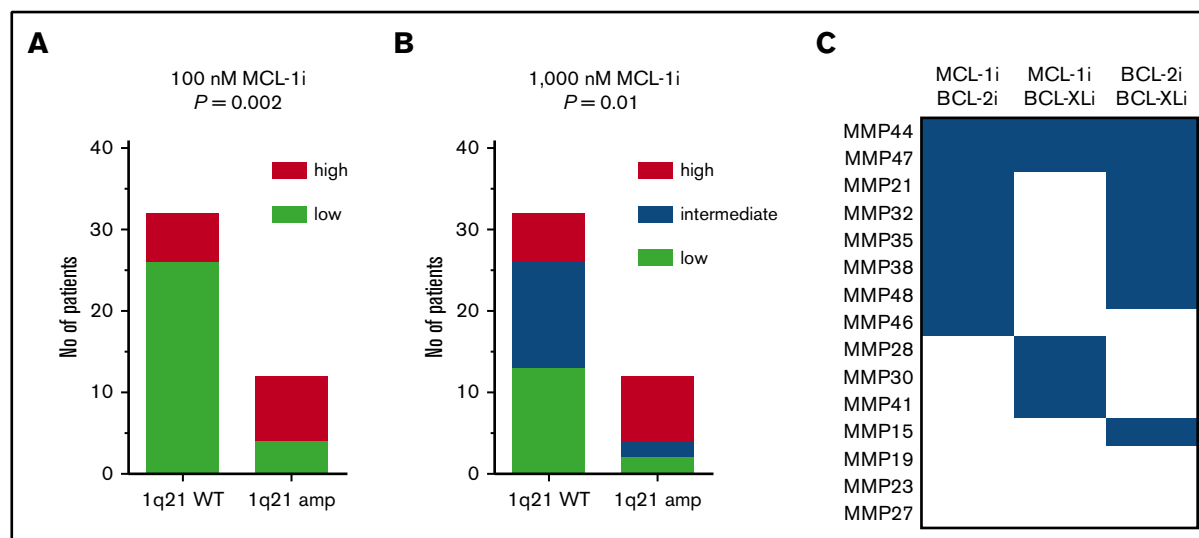 A
100 nM MCL-1i
P = 0.002
40
30
20
10
0
No of patients
high
low
1q21 WT
1q21 amp
B
1,000 nM MCL-1i
P = 0.01
40
30
20
10
0
No of patients
high
intermediate
low
1q21 WT
1q21 amp
C
MCL-1i BCL-2i
MCL-1i BCL-XLi
BCL-2i BCL-XLi
MMP44
MMP47
MMP21
MMP32
MMP35
MMP38
MMP48
MMP46
MMP28
MMP30
MMP41
MMP15
MMP19
MMP23
MMP27